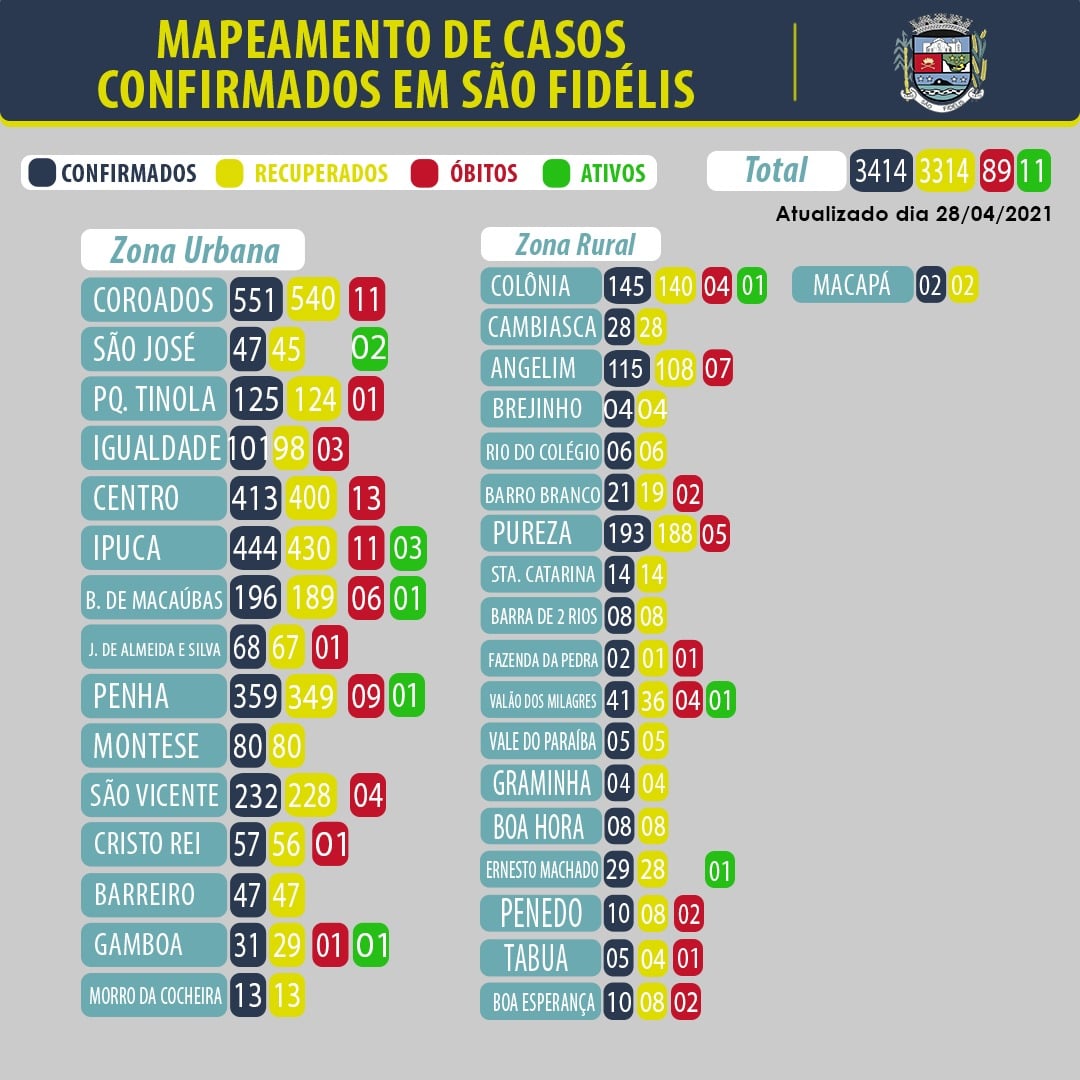 MAPEAMENTO DE CASOS
CONFIRMADOS EM SÃO FIDÉLIS
SÃO FIDELIS
CONFIRMADOS RECUPERADOS ÓBITOS ATIVOS
Total 3414 3314 89 11
Atualizado dia 28/04/2021
Zona Urbana
COROADOS 551 540 11
SÃO JOSÉ 47 45 02
PQ. TINOLA 125 124 01
IGUALDADE 101 98 03
CENTRO 413 400 13
IPUCA 444 430 11 03
B. DE MACAÚBAS 196 189 06 01
J. DE ALMEIDA E SILVA 68 67 01
PENHA 359 349 09 01
MONTESE 80 80
SÃO VICENTE 232 228 04
CRISTO REI 57 56 01
BARREIRO 47 47
GAMBOA 31 29 01 01
MORRO DA COCHEIRA 13 13
Zona Rural
COLÔNIA 145 140 04 01
CAMBIASCA 28 28
ANGELIM 115 108 07
BREJINHO 04 04
RIO DO COLÉGIO 06 06
BARRO BRANCO 21 19 02
PUREZA 193 188 05
STA. CATARINA 14 14
BARRA DE 2 RIOS 08 08
FAZENDA DA PEDRA 02 01 01
VALÃO DOS MILAGRES 41 36 04 01
VALE DO PARAÍBA 05 05
GRAMINHA 04 04
BOA HORA 08 08
ERNESTO MACHADO 29 28 01
PENEDO 10 08 02
TABUA 05 04 01
BOA ESPERANÇA 10 08 02
MACAPÁ 02 02